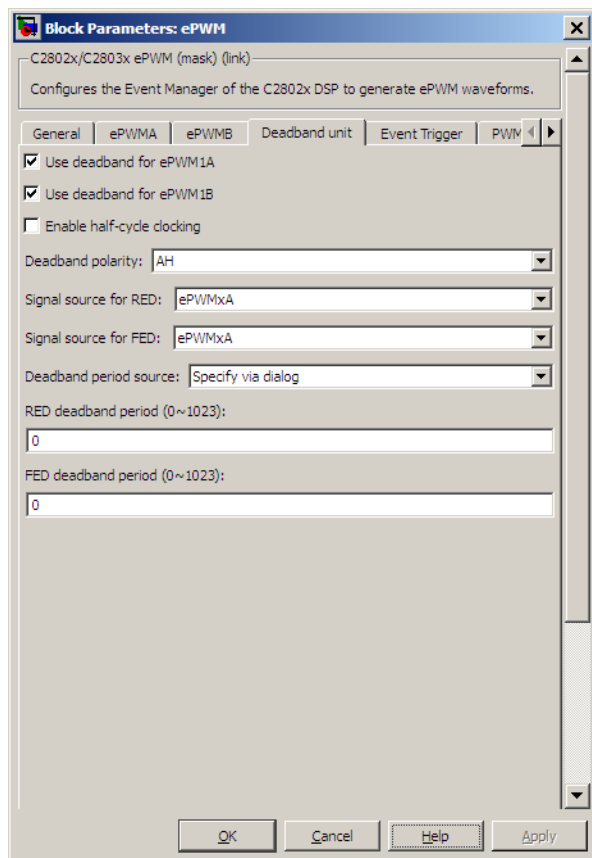 Block Parameters: ePWM
C2802x/C2803x ePWM (mask) (link)
Configures the Event Manager of the C2802x DSP to generate ePWM waveforms.
General ePWMA ePWMB Deadband unit Event Trigger PWM
Use deadband for ePWM1A
Use deadband for ePWM1B
Enable half-cycle clocking
Deadband polarity: AH
Signal source for RED: ePWMxA
Signal source for FED: ePWMxA
Deadband period source: Specify via dialog
RED deadband period (0~1023):
0
FED deadband period (0~1023):
0
OK Cancel Help Apply